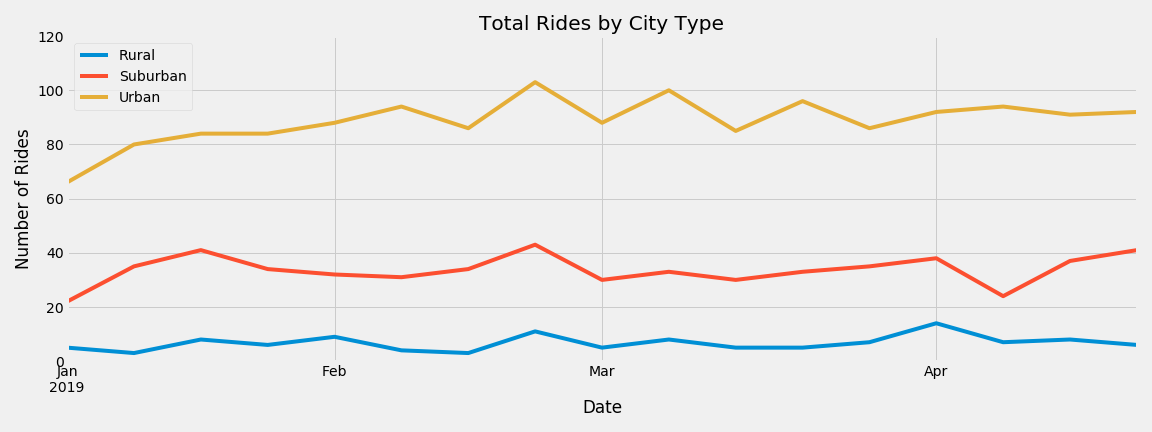 Total Rides by City Type
120
100
80
60
40
20
0
Number of Rides
Rural
Suburban
Urban
Jan
2019
Feb
Mar
Apr
Date